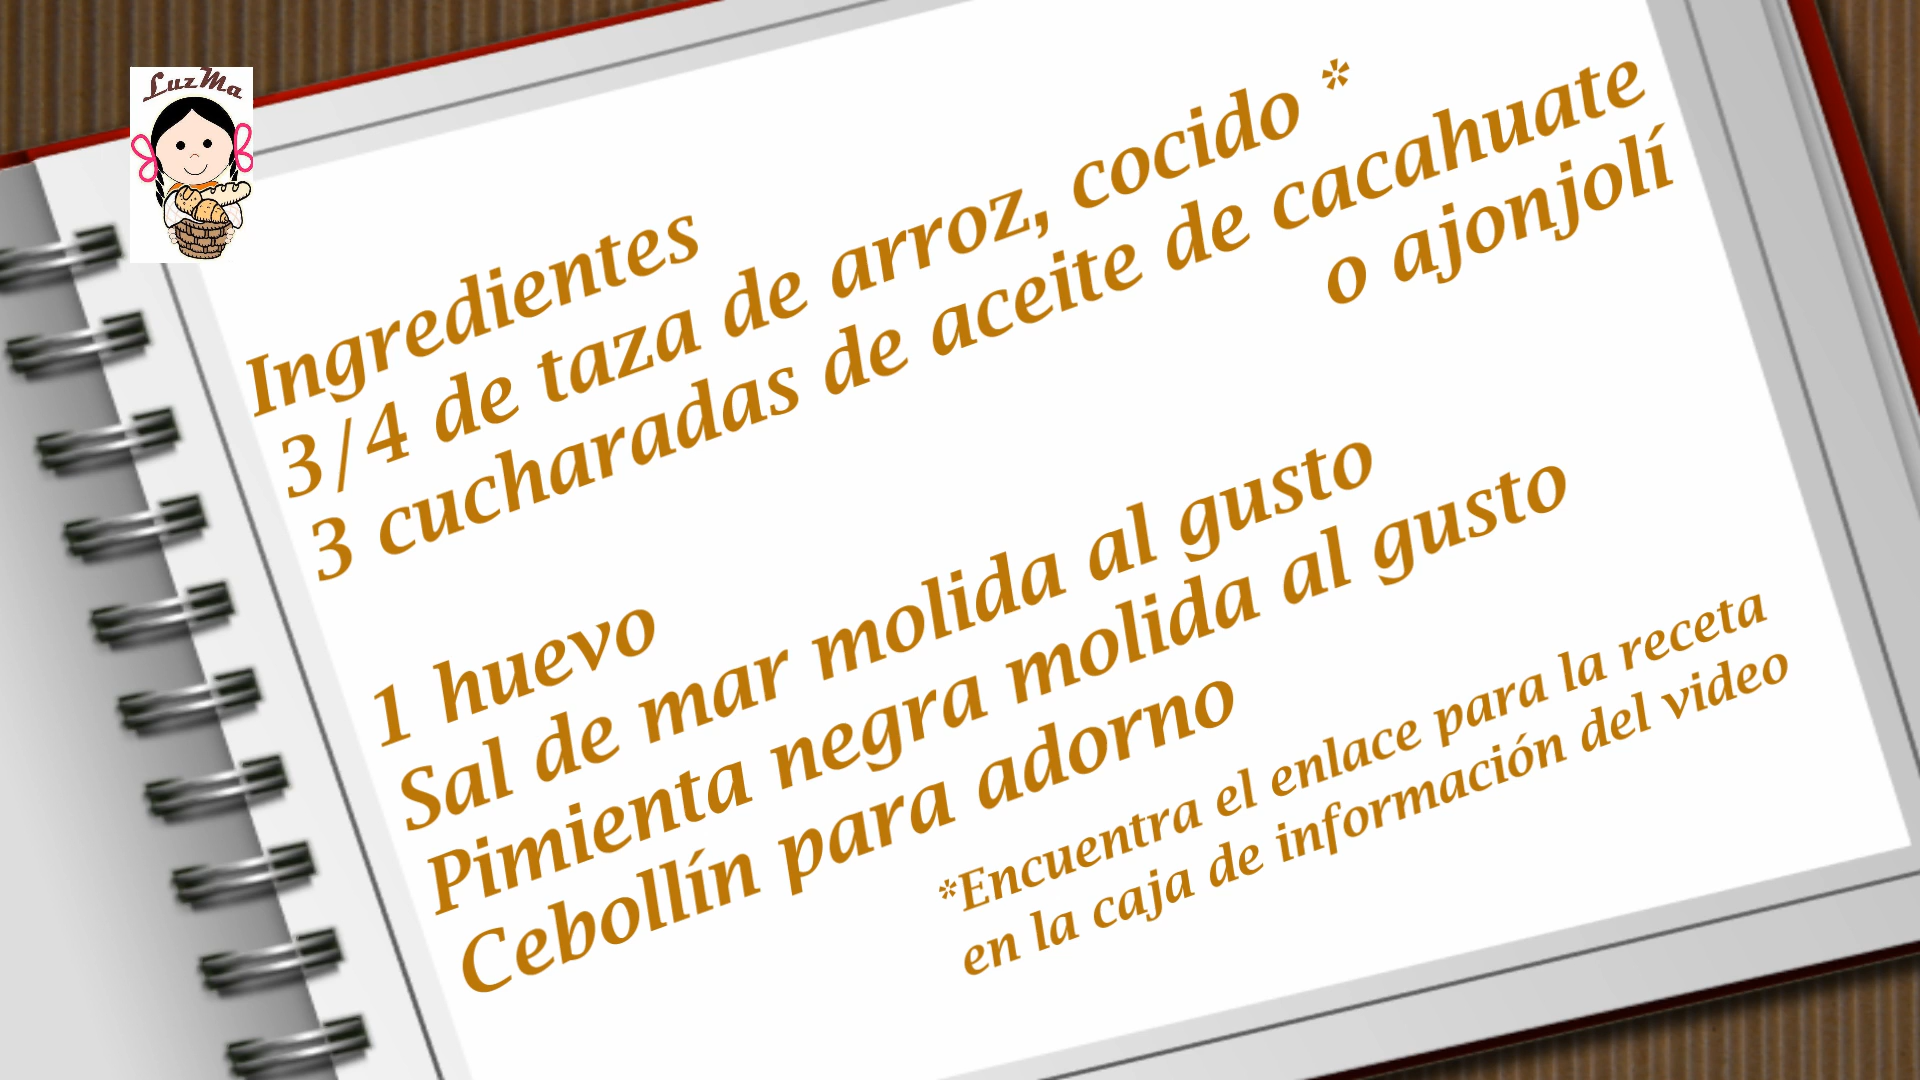 LuzMa
Ingredientes
3/4 de taza de arroz, cocido *
3 cucharadas de aceite de cacahuate
o ajonjolí
1 huevo
Sal de mar molida al gusto
Pimienta negra molida al gusto
Cebollín para adorno
*Encuentra el enlace para la receta
en la caja de información del video